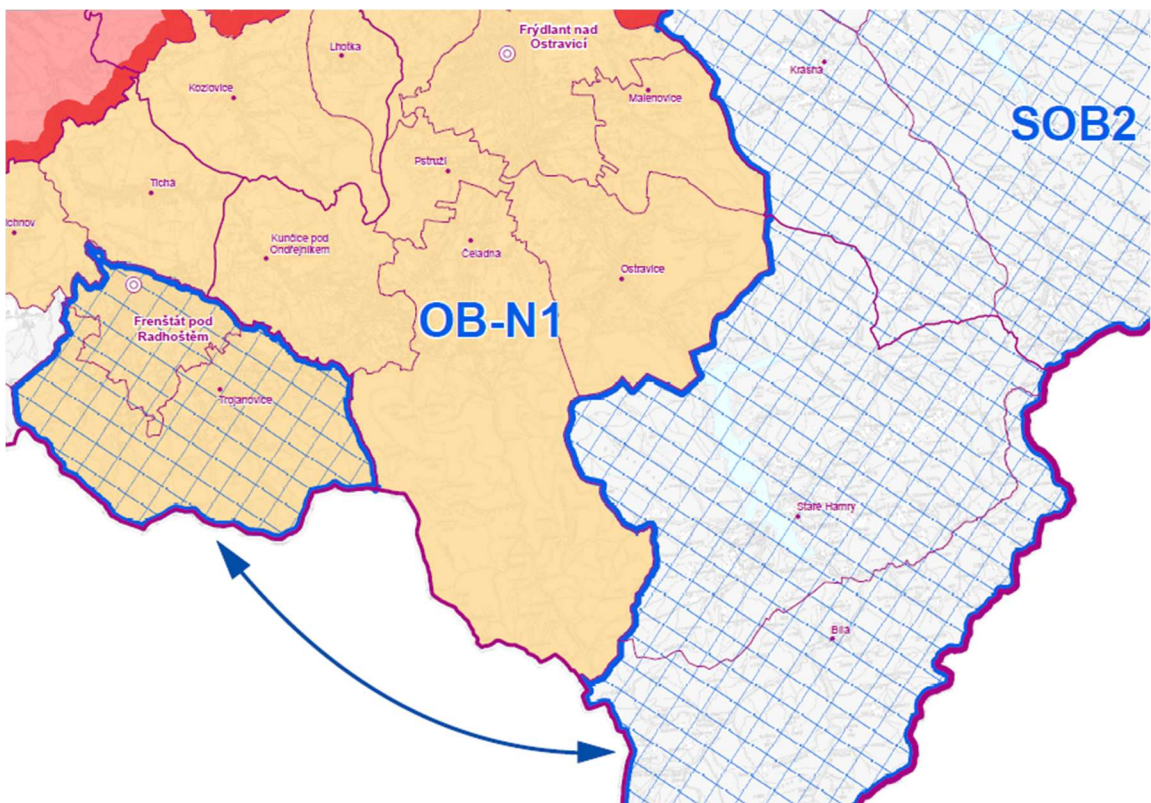 Frýdlant nad
Ostravicí
Lhotka
Krásná
Kozlovice
Malenovice
SOB2
Pstruží
Tichá
ichnov
Kunčice pod
Ondřejníkem
Čeladná
Ostravice
OB-N1
Frenštát pod
Radhoštěm
Trojanovice
Staré Hamry
Bílá